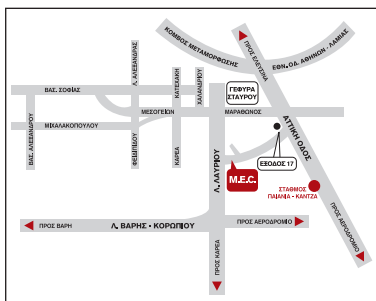 ΚΟΜΒΟΣ ΜΕΤΑΜΟΡΦΩΣΗΣ
ΠΡΟΣ ΕΛΕΥΣΙΝΑ
ΕΘΝ. ΟΔ. ΑΘΗΝΩΝ - ΛΑΜΙΑΣ
Λ. ΑΛΕΞΑΝΔΡΑΣ
ΚΑΤΕΧΑΚΗ
ΧΑΛΑΝΔΡΙΟΥ
ΒΑΣ. ΣΟΦΙΑΣ
ΓΕΦΥΡΑ
ΣΤΑΥΡΟΥ
ΜΕΣΟΓΕΙΩΝ
ΜΑΡΑΘΩΝΟΣ
ΜΙΧΑΛΑΚΟΠΟΥΛΟΥ
ΑΤΤΙΚΗ ΟΔΟΣ
ΒΑΣ. ΑΛΕΞΑΝΔΡΟΥ
ΦΕΙΔΙΠΙΔΟΥ
ΚΑΡΕΑ
ΕΞΟΔΟΣ 17
Λ. ΛΑΥΡΙΟΥ
M.E.C.
ΣΤΑΘΜΟΣ
ΠΑΙΑΝΙΑ - ΚΑΝΤΖΑ
ΠΡΟΣ ΒΑΡΗ
Λ. ΒΑΡΗΣ - ΚΟΡΩΠΙΟΥ
ΠΡΟΣ ΑΕΡΟΔΡΟΜΙΟ
ΠΡΟΣ ΚΑΡΕΑ
ΠΡΟΣ ΑΕΡΟΔΡΟΜΙΟ